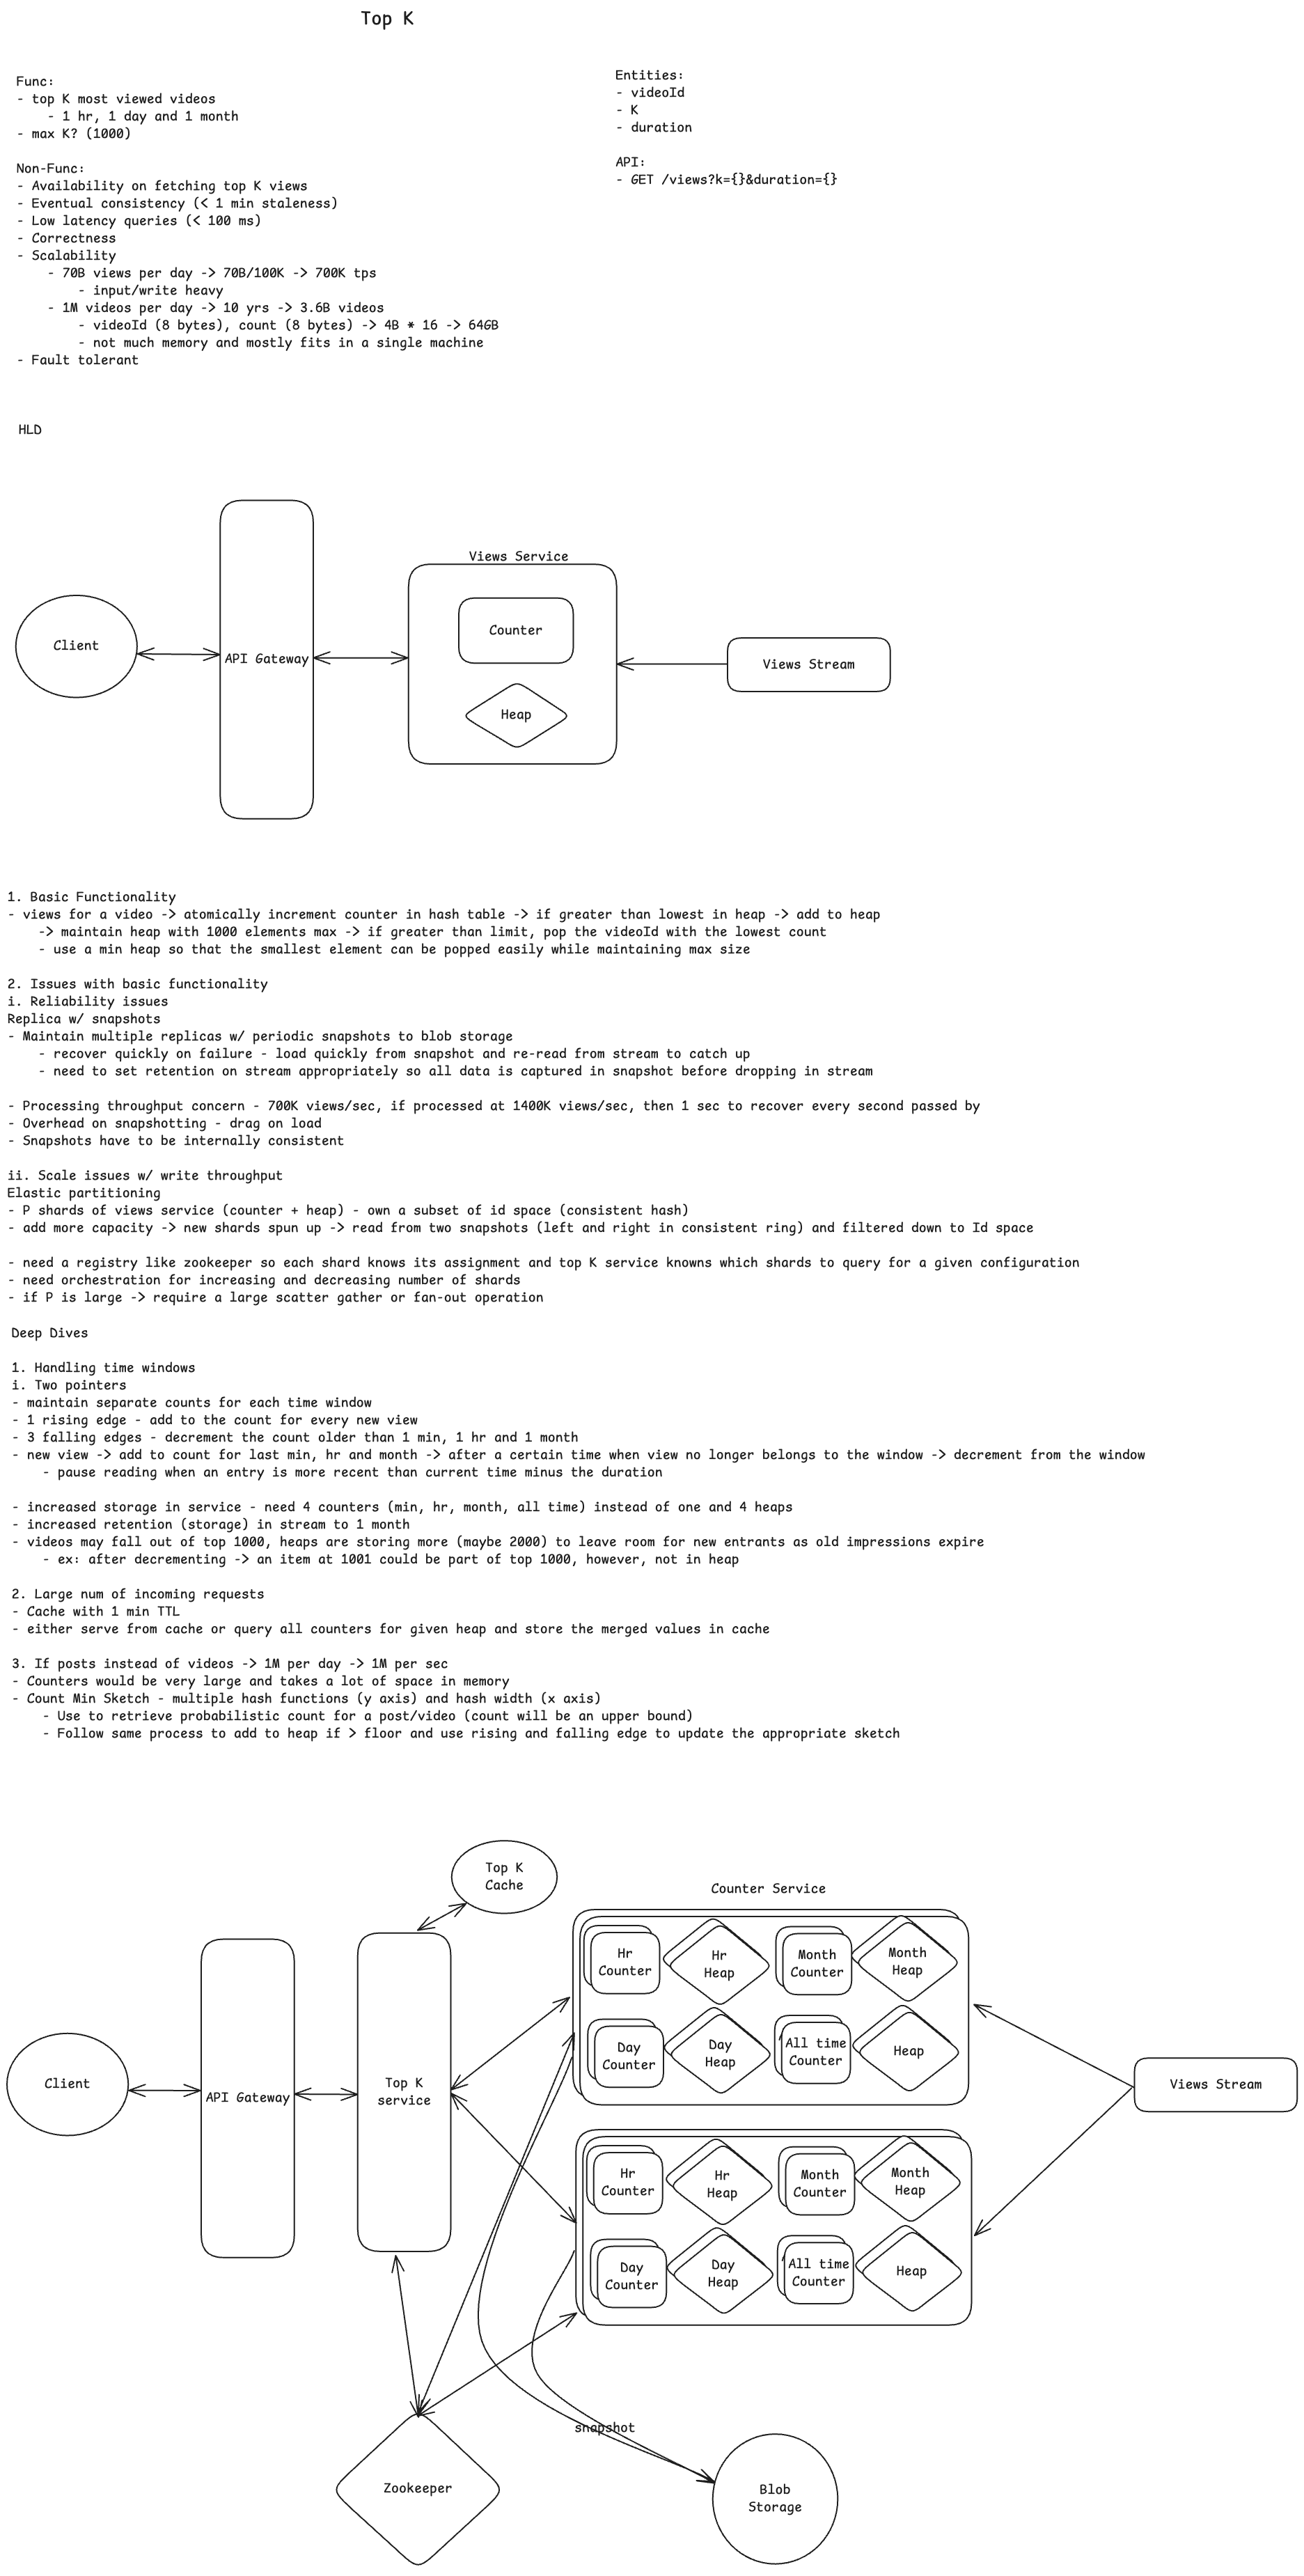 Top K
Func:
- top K most viewed videos
- 1 hr, 1 day and 1 month
- max K? (1000)
Non-Func:
- Availability on fetching top K views
- Eventual consistency (< 1 min staleness)
- Low latency queries (< 100 ms)
- Correctness
- Scalability
- 70B views per day -> 70B/100K -> 700K tps
- input/write heavy
- 1M videos per day -> 10 yrs -> 3.6B videos
- videoId (8 bytes), count (8 bytes) -> 4B * 16 -> 64GB
- not much memory and mostly fits in a single machine
- Fault tolerant
Entities:
- videoId
- K
- duration
API:
- GET /views?k={}&duration={}
HLD
Client
API Gateway
Views Service
Counter
Heap
Views Stream
1. Basic Functionality
- views for a video -> atomically increment counter in hash table -> if greater than lowest in heap -> add to heap
-> maintain heap with 1000 elements max -> if greater than limit, pop the videoId with the lowest count
- use a min heap so that the smallest element can be popped easily while maintaining max size
2. Issues with basic functionality
i. Reliability issues
Replica w/ snapshots
- Maintain multiple replicas w/ periodic snapshots to blob storage
- recover quickly on failure - load quickly from snapshot and re-read from stream to catch up
- need to set retention on stream appropriately so all data is captured in snapshot before dropping in stream
- Processing throughput concern - 700K views/sec, if processed at 1400K views/sec, then 1 sec to recover every second passed by
- Overhead on snapshotting - drag on load
- Snapshots have to be internally consistent
ii. Scale issues w/ write throughput
Elastic partitioning
- P shards of views service (counter + heap) - own a subset of id space (consistent hash)
- add more capacity -> new shards spun up -> read from two snapshots (left and right in consistent ring) and filtered down to Id space
- need a registry like zookeeper so each shard knows its assignment and top K service knowns which shards to query for a given configuration
- need orchestration for increasing and decreasing number of shards
- if P is large -> require a large scatter gather or fan-out operation
Deep Dives
1. Handling time windows
i. Two pointers
- maintain separate counts for each time window
- 1 rising edge - add to the count for every new view
- 3 falling edges - decrement the count older than 1 min, 1 hr and 1 month
- new view -> add to count for last min, hr and month -> after a certain time when view no longer belongs to the window -> decrement from the window
- pause reading when an entry is more recent than current time minus the duration
- increased storage in service - need 4 counters (min, hr, month, all time) instead of one and 4 heaps
- increased retention (storage) in stream to 1 month
- videos may fall out of top 1000, heaps are storing more (maybe 2000) to leave room for new entrants as old impressions expire
- ex: after decrementing -> an item at 1001 could be part of top 1000, however, not in heap
2. Large num of incoming requests
- Cache with 1 min TTL
- either serve from cache or query all counters for given heap and store the merged values in cache
3. If posts instead of videos -> 1M per day -> 1M per sec
- Counters would be very large and takes a lot of space in memory
- Count Min Sketch - multiple hash functions (y axis) and hash width (x axis)
- Use to retrieve probabilistic count for a post/video (count will be an upper bound)
- Follow same process to add to heap if > floor and use rising and falling edge to update the appropriate sketch
Client
API Gateway
Top K
service
Top K
Cache
Counter Service
Hr
Counter
Hr
Heap
Month
Counter
Month
Heap
Day
Counter
Day
Heap
All time
Counter
Heap
Hr
Counter
Hr
Heap
Month
Counter
Month
Heap
Day
Counter
Day
Heap
All time
Counter
Heap
Views Stream
Zookeeper
snapshot
Blob
Storage